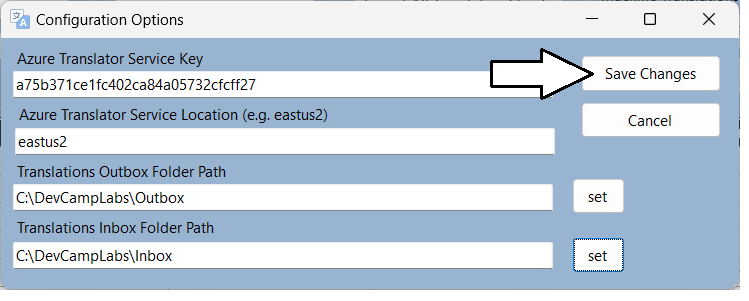 Configuration Options
Azure Translator Service Key
a75b371ce1fc402ca84a05732cfcff27
Save Changes
Azure Translator Service Location (e.g. eastus2)
Cancel
eastus2
Translations Outbox Folder Path
C:\DevCampLabs\Outbox
set
Translations Inbox Folder Path
C:\DevCampLabs\Inbox
set